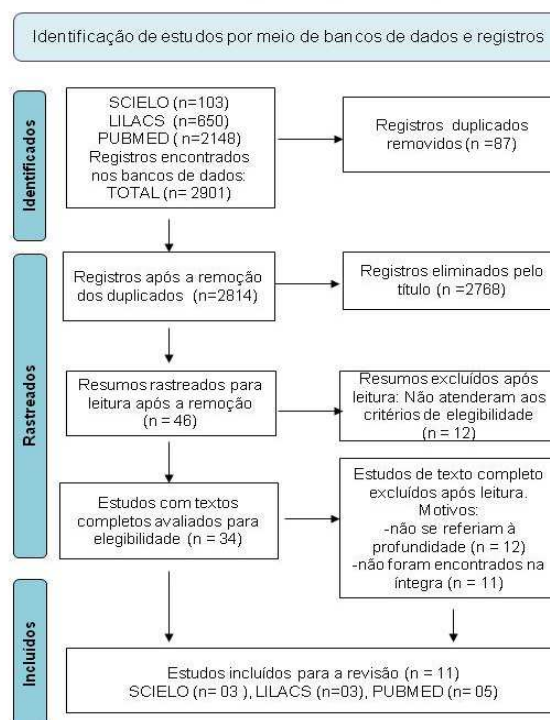 Identificação de estudos por meio de bancos de dados e registros
Identificados
SCIELO (n=103)
LILACS (n=650)
PUBMED ( n=2148)
Registros encontrados
nos bancos de dados:
TOTAL (n= 2901)
Registros duplicados
removidos (n =87)
Rastreados
Registros após a remoção
dos duplicados (n=2814)
Registros eliminados pelo
título (n =2768)
Resumos rastreados para
leitura após a remoção
(n = 46)
Resumos excluídos após
leitura: Não atenderam aos
critérios de elegibilidade
(n = 12)
Estudos com textos
completos avaliados para
elegibilidade (n = 34)
Estudos de texto completo
excluídos após leitura.
Motivos:
-não se referiam à
profundidade (n = 12)
-não foram encontrados na
íntegra (n = 11)
Incluídos
Estudos incluídos para a revisão (n = 11)
SCIELO (n= 03 ), LILACS (n=03), PUBMED (n= 05)